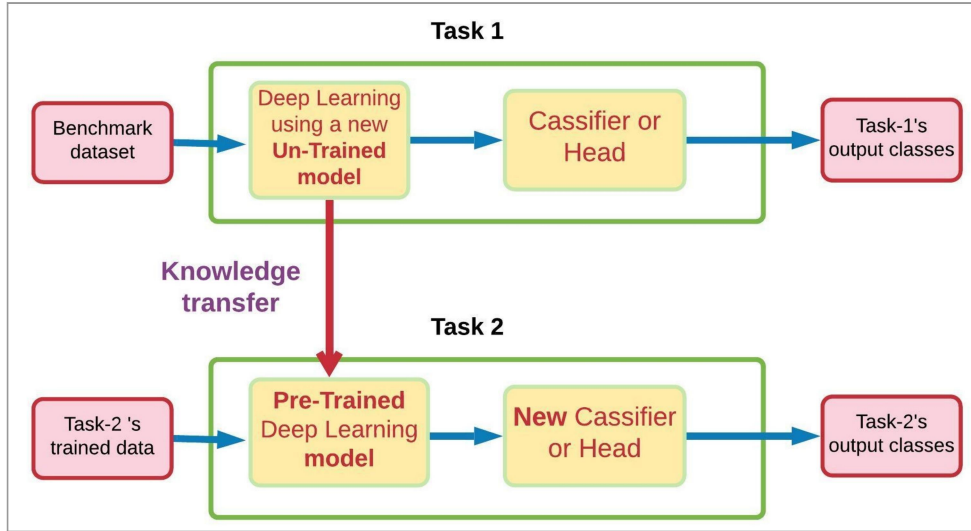 Task 1
Benchmark
dataset
Deep Learning
using a new
Un-Trained
model
Cassifier or
Head
Task-1's
output classes
Knowledge
transfer
Task 2
Task-2 's
trained data
Pre-Trained
Deep Learning
model
New Cassifier
or Head
Task-2's
output classes